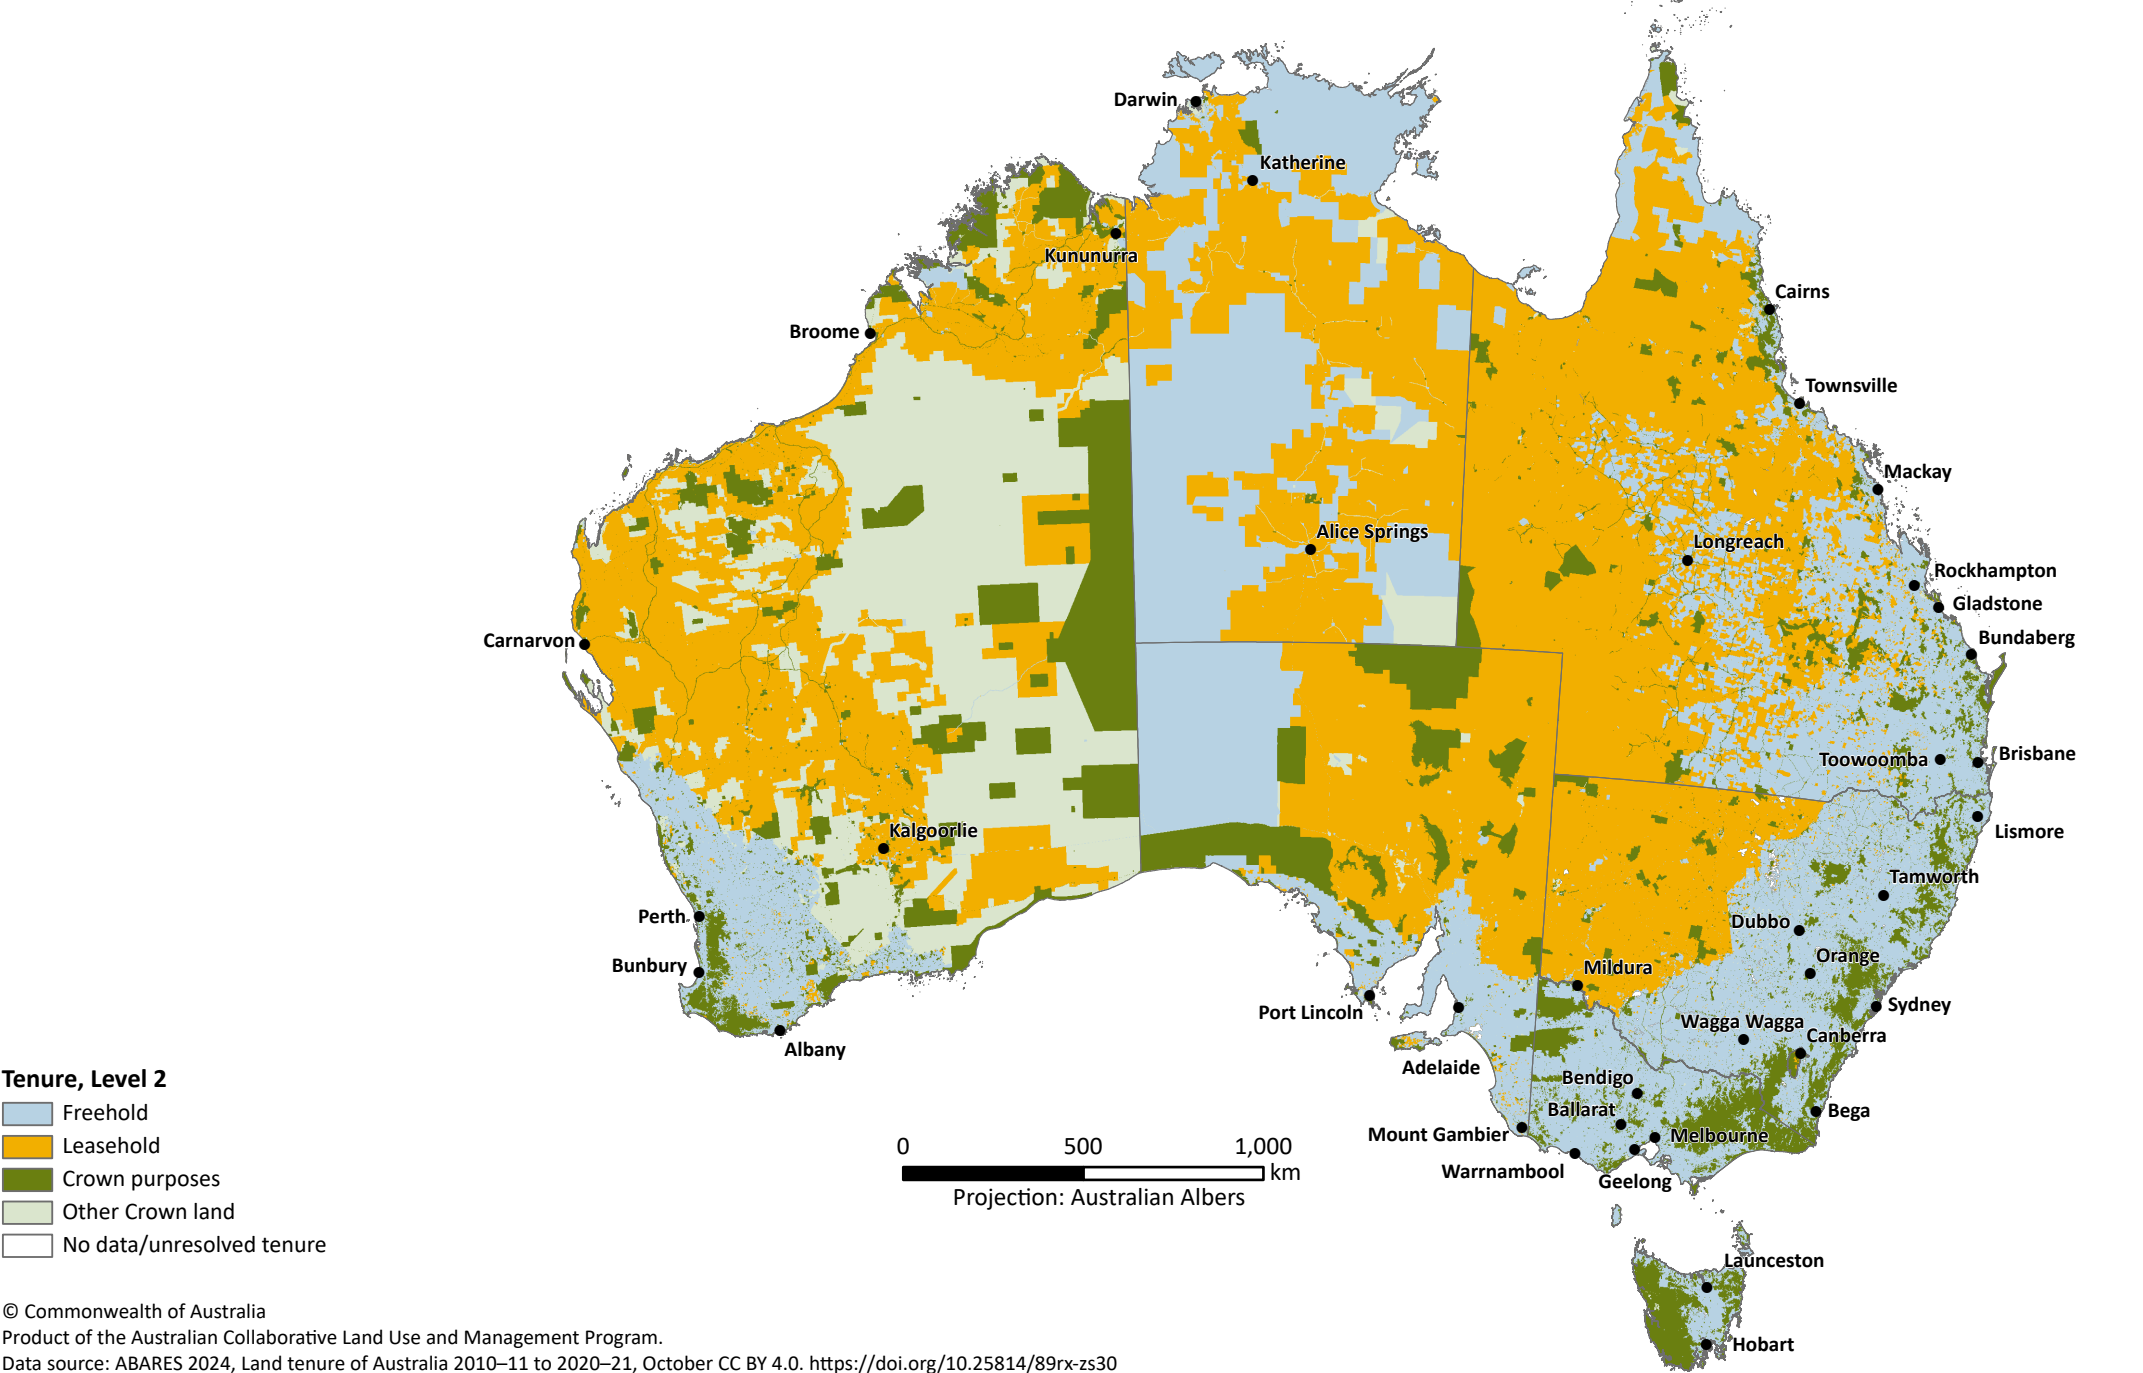 Darwin
Katherine
Kununurra
Cairns
Broome
Townsville
Mackay
Alice Springs
Longreach
Rockhampton
Gladstone
Carnarvon
Bundaberg
Toowoomba
Brisbane
Kalgoorlie
Lismore
Tamworth
Perth
Dubbo
Orange
Bunbury
Mildura
Port Lincoln
Sydney
Wagga Wagga
Canberra
Albany
Adelaide
Bendigo
Ballarat
Bega
Mount Gambier
Melbourne
Warrnambool
Geelong
Launceston
Hobart
Tenure, Level 2
Freehold
Leasehold
Crown purposes
Other Crown land
No data/unresolved tenure
0 500 1,000
km
Projection: Australian Albers
© Commonwealth of Australia
Product of the Australian Collaborative Land Use and Management Program.
Data source: ABARES 2024, Land tenure of Australia 2010–11 to 2020–21, October CC BY 4.0. https://doi.org/10.25814/89rx-zs30